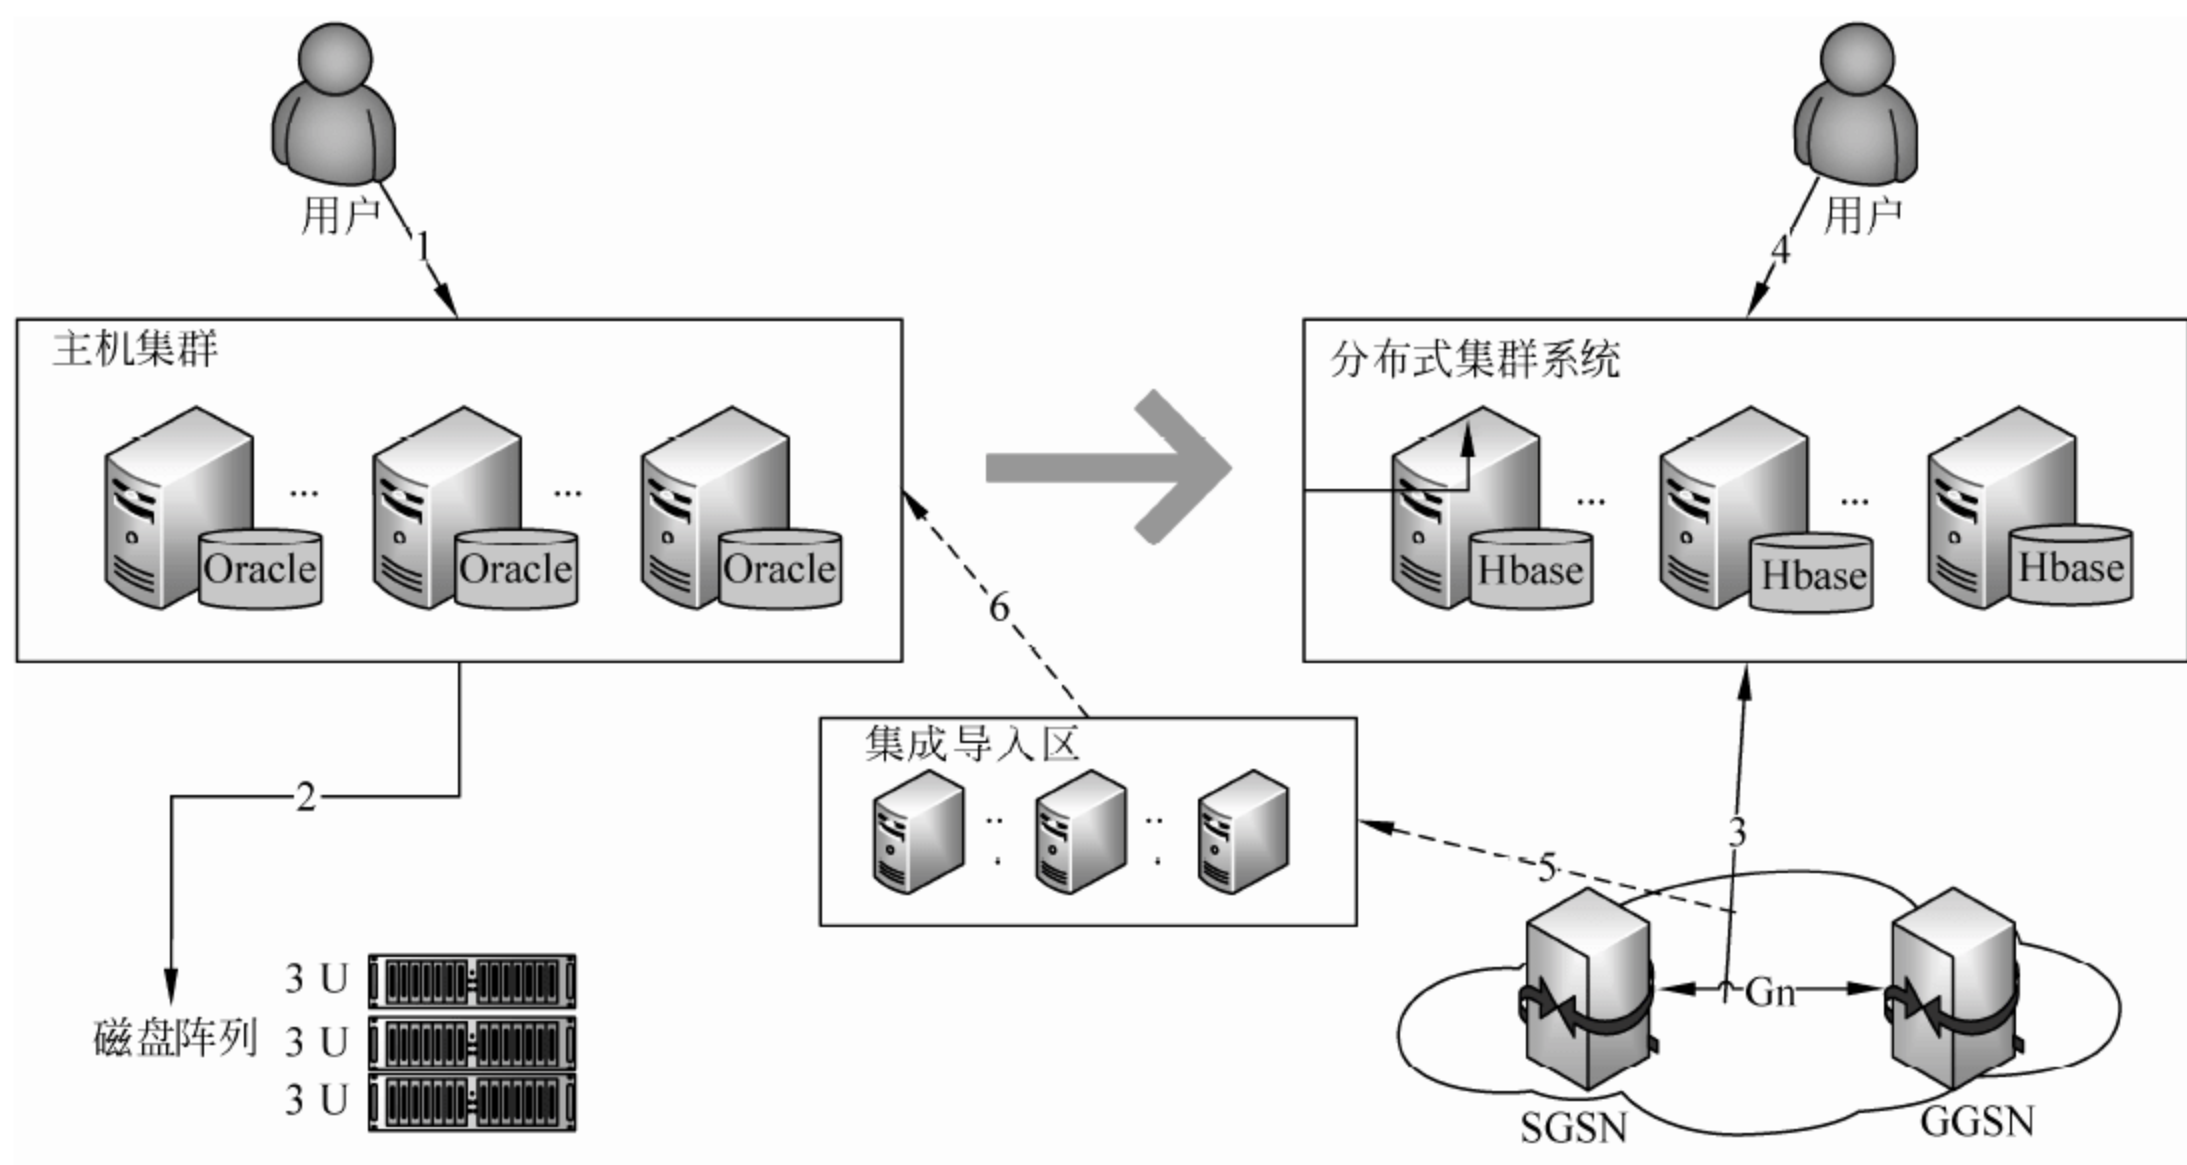 用户
用户
1
4
主机集群
分布式集群系统
...
...
...
...
Oracle
Oracle
Oracle
Hbase
Hbase
Hbase
6
集成导入区
2
3
5
3 U
Gn
磁盘阵列
3 U
3 U
SGSN
GGSN